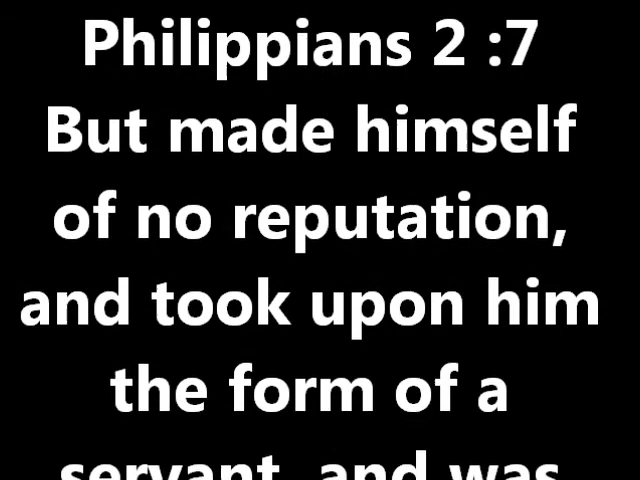 Philippians 2 :7
But made himself
of no reputation,
and took upon him
the form of a
servant, and was